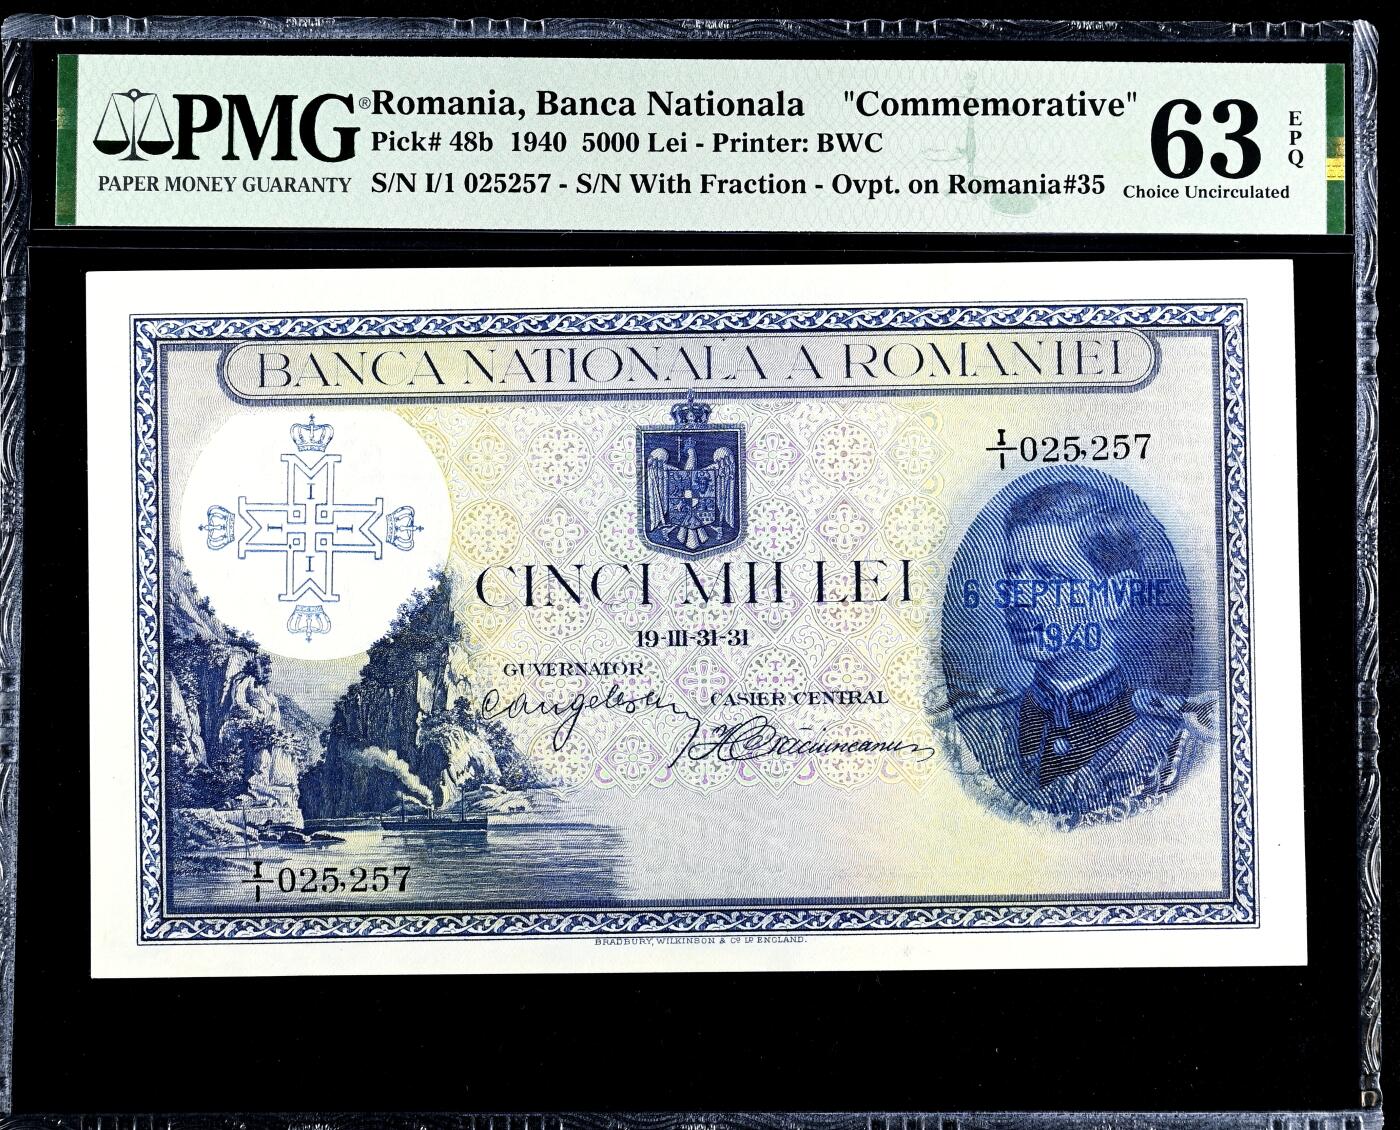 PMG® Romania, Banca Nationala "Commemorative" 63 EPQ
Pick# 48b 1940 5000 Lei - Printer: BWC
PAPER MONEY GUARANTY S/N I/1 025257 - S/N With Fraction - Ovpt. on Romania#35 Choice Uncirculated
BANCA NATIONALA A ROMANIEI
I/1 025,257
I
I I
I
CINCI MII LEI
6 SEPTEMVRIE
1940
19-III-31-31
GUVERNATOR
CASIER CENTRAL
I/1 025,257
BRADBURY, WILKINSON & Co Ld ENGLAND.